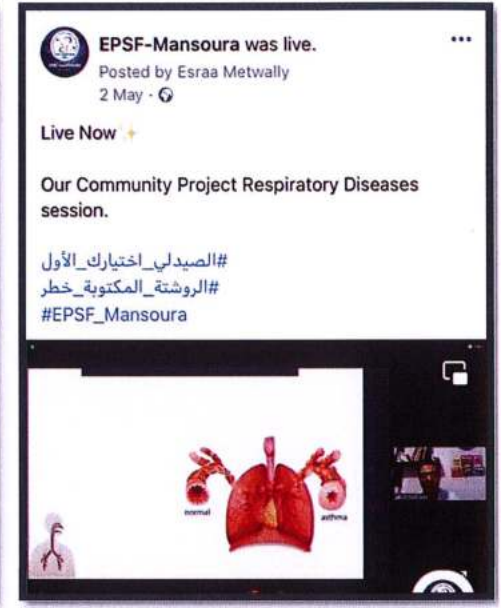 EPSF-Mansoura was live.
Posted by Esraa Metwally
2 May ·
Live Now
Our Community Project Respiratory Diseases
session.
#الصيدلي_اختيارك_الأول
#الروشتة_المكتوبة_خطر
#EPSF_Mansoura
normal
asthma